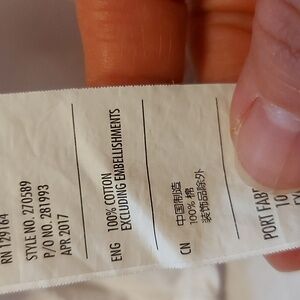 RN 129164
STYLE NO. 270589
P/O NO. 281993
APR 2017
ENG 100% COTTON
EXCLUDING EMBELLISHMENTS
CN 中国制造
100% 棉
装饰品除外
PORT